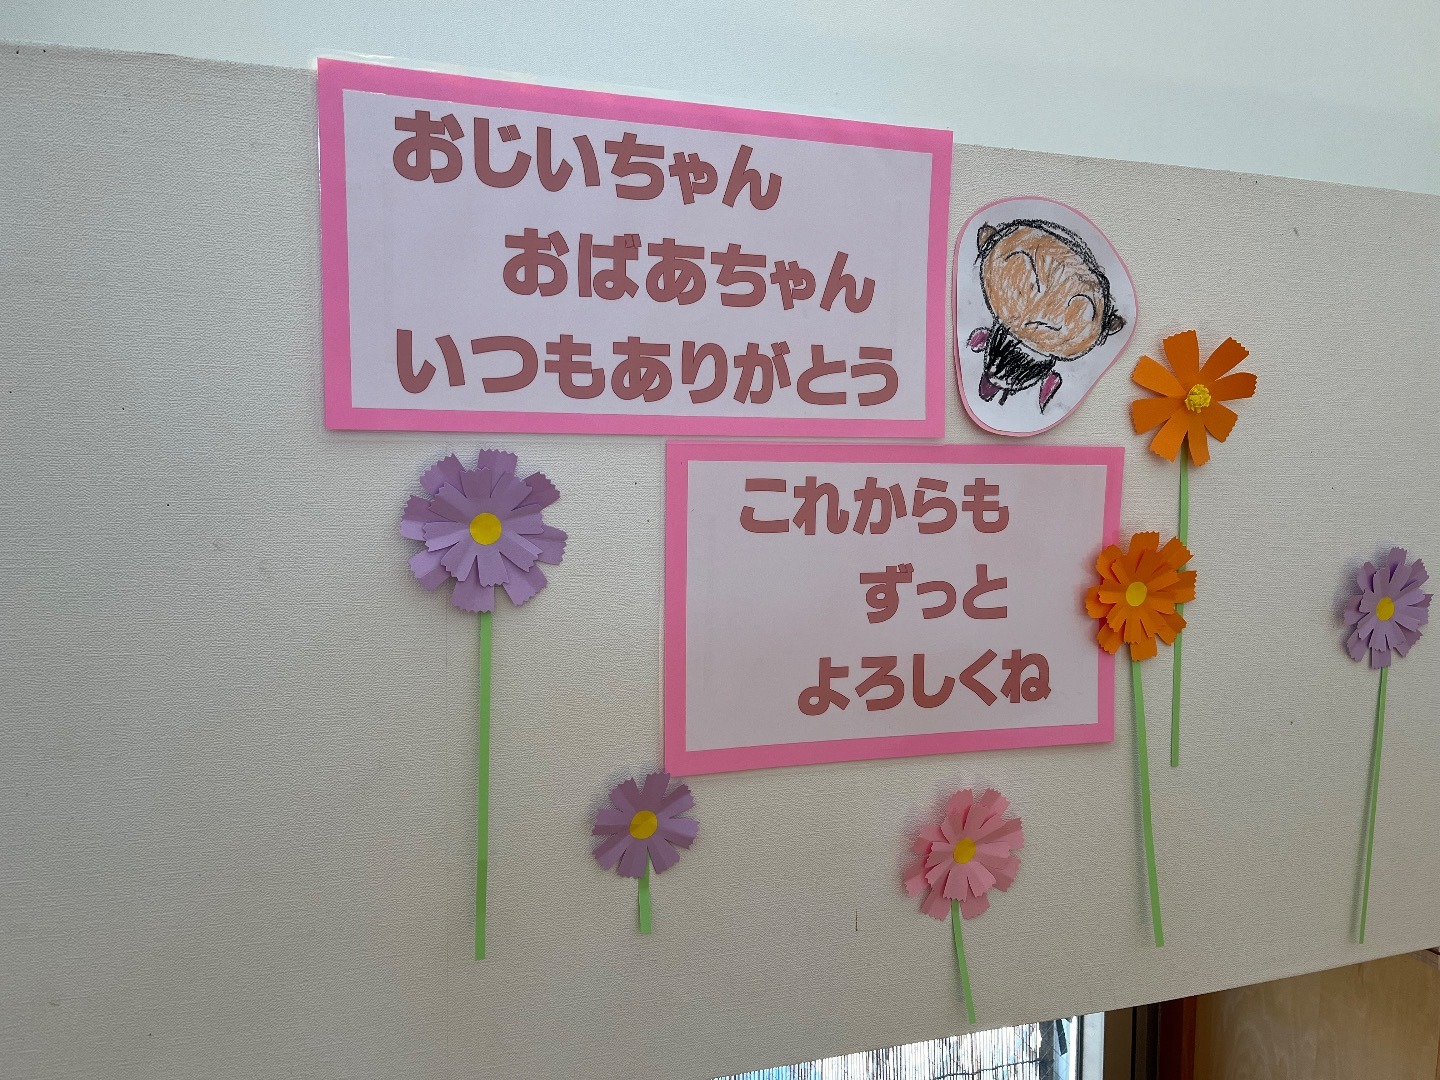 おじいちゃん
おばあちゃん
いつもありがとう
これからも
ずっと
よろしくね